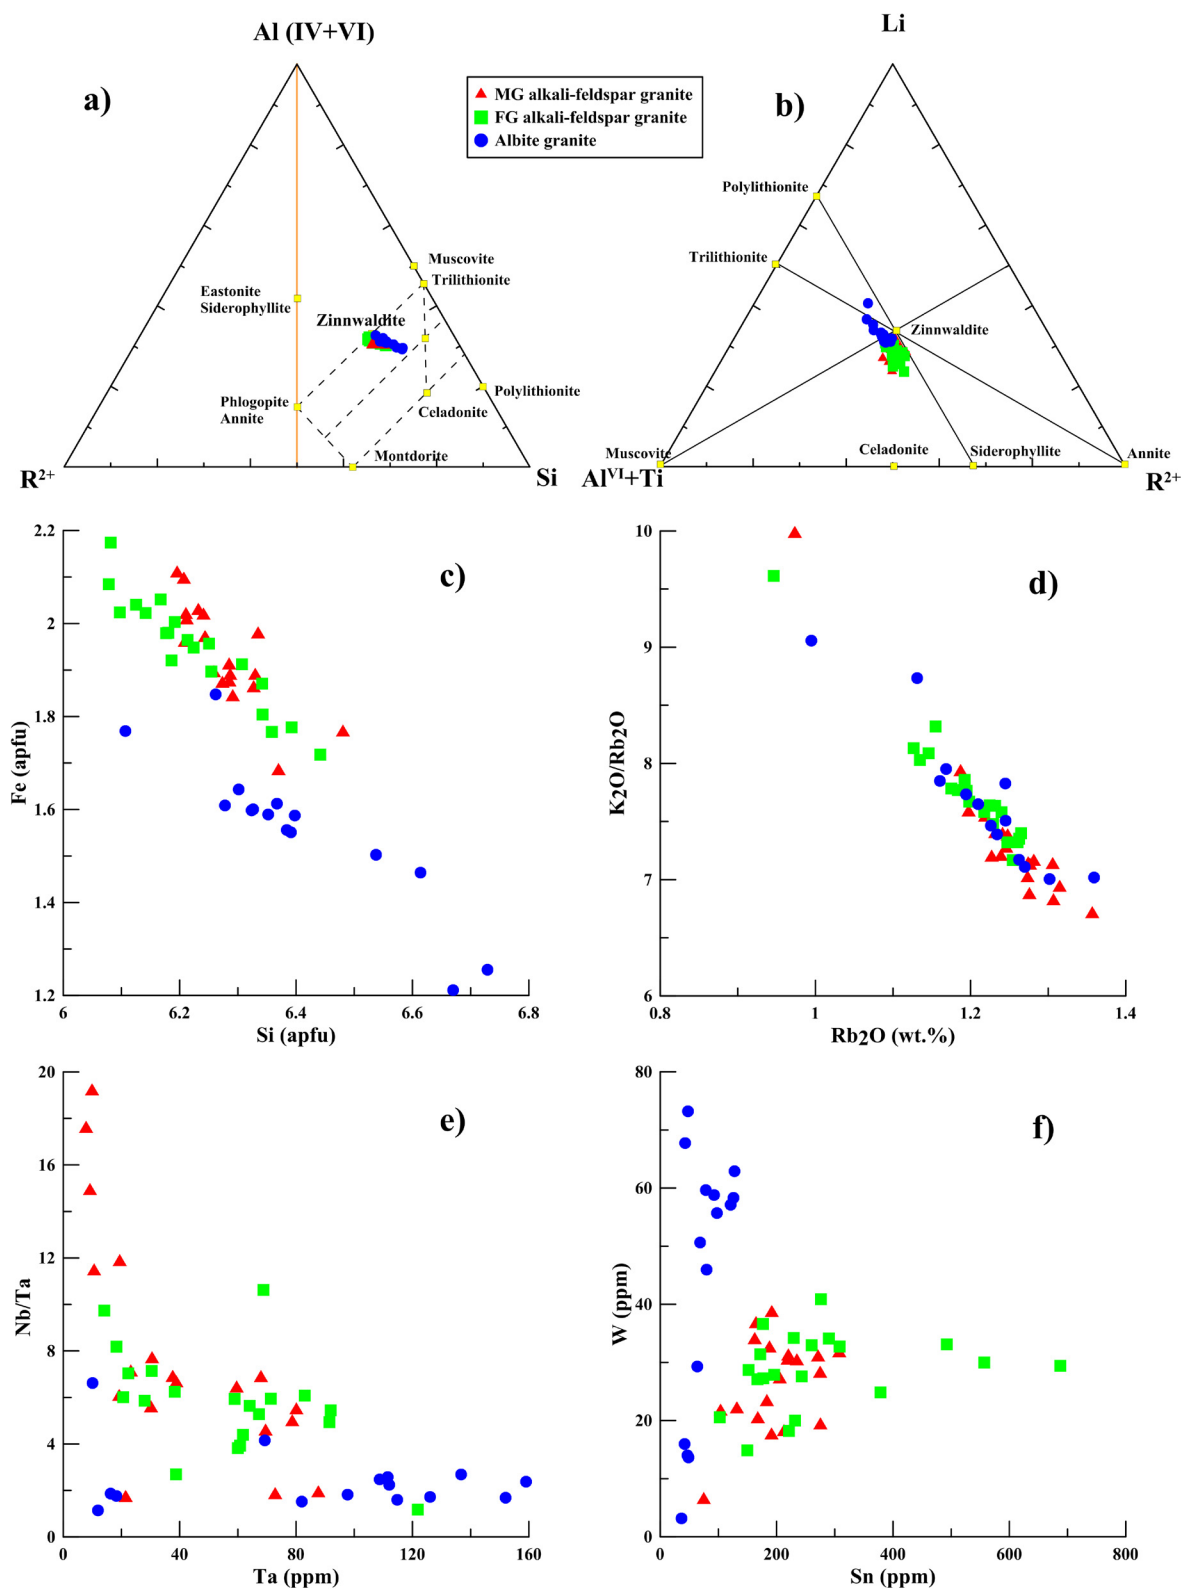 Al (IV+VI)
a)
Muscovite
Trilithionite
Eastonite
Siderophyllite
Zinnwaldite
Phlogopite
Annite
Polylithionite
Celadonite
Montdorite
R²⁺
Si
MG alkali-feldspar granite
FG alkali-feldspar granite
Albite granite
Li
b)
Polylithionite
Trilithionite
Zinnwaldite
Muscovite
Celadonite
Siderophyllite
Annite
Alⱽᴵ+Ti
R²⁺
c)
2.2
2
1.8
1.6
1.4
1.2
Fe (apfu)
6
6.2
6.4
6.6
6.8
Si (apfu)
d)
10
9
8
7
6
K₂O/Rb₂O
0.8
1
1.2
1.4
Rb₂O (wt.%)
e)
20
16
12
8
4
0
Nb/Ta
0
40
80
120
160
Ta (ppm)
f)
80
60
40
20
0
W (ppm)
0
200
400
600
800
Sn (ppm)